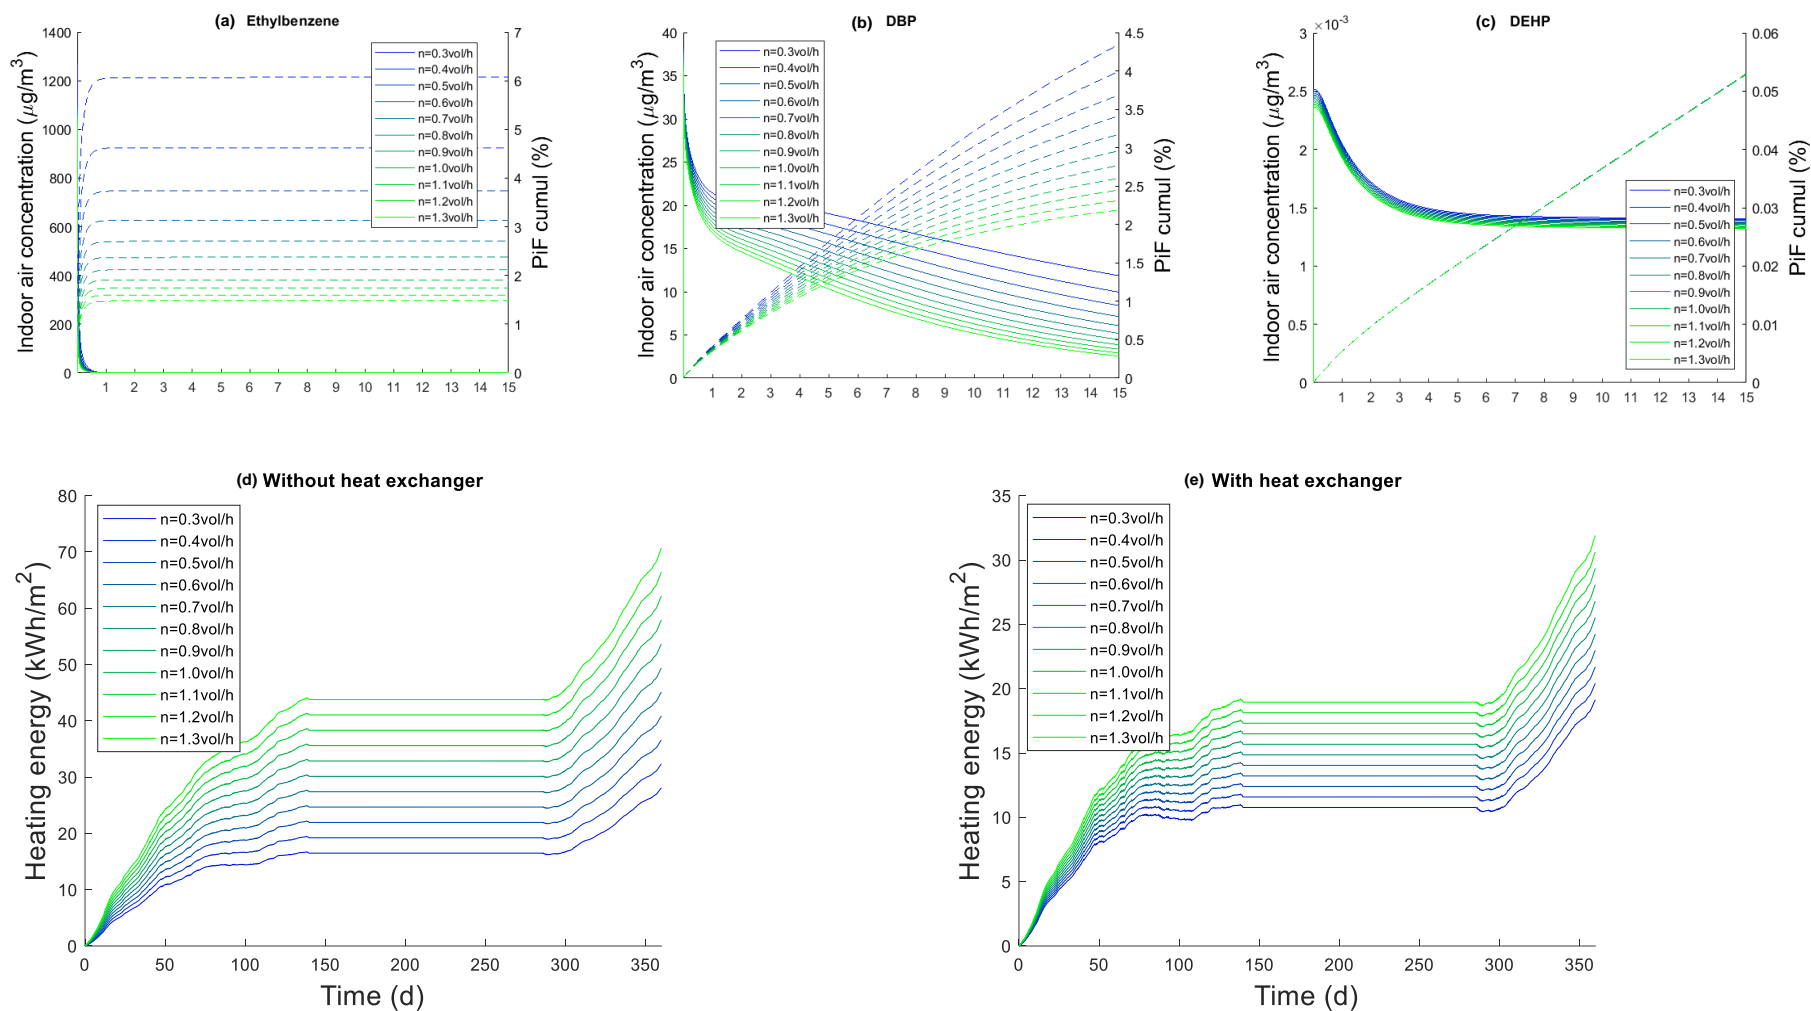 (a) Ethylbenzene
Indoor air concentration (μg/m3)
1400
1200
1000
800
600
400
200
0
1 2 3 4 5 6 7 8 9 10 11 12 13 14 15
7
6
5
4
3
2
1
0
PiF cumul (%)
n=0.3vol/h
n=0.4vol/h
n=0.5vol/h
n=0.6vol/h
n=0.7vol/h
n=0.8vol/h
n=0.9vol/h
n=1.0vol/h
n=1.1vol/h
n=1.2vol/h
n=1.3vol/h
(b) DBP
Indoor air concentration (μg/m3)
40
35
30
25
20
15
10
5
0
1 2 3 4 5 6 7 8 9 10 11 12 13 14 15
4.5
4
3.5
3
2.5
2
1.5
1
0.5
0
PiF cumul (%)
n=0.3vol/h
n=0.4vol/h
n=0.5vol/h
n=0.6vol/h
n=0.7vol/h
n=0.8vol/h
n=0.9vol/h
n=1.0vol/h
n=1.1vol/h
n=1.2vol/h
n=1.3vol/h
(c) DEHP
×10-3
Indoor air concentration (μg/m3)
3
2.5
2
1.5
1
0.5
0
1 2 3 4 5 6 7 8 9 10 11 12 13 14 15
0.06
0.05
0.04
0.03
0.02
0.01
0
PiF cumul (%)
n=0.3vol/h
n=0.4vol/h
n=0.5vol/h
n=0.6vol/h
n=0.7vol/h
n=0.8vol/h
n=0.9vol/h
n=1.0vol/h
n=1.1vol/h
n=1.2vol/h
n=1.3vol/h
(d) Without heat exchanger
Heating energy (kWh/m2)
80
70
60
50
40
30
20
10
0
0 50 100 150 200 250 300 350
Time (d)
n=0.3vol/h
n=0.4vol/h
n=0.5vol/h
n=0.6vol/h
n=0.7vol/h
n=0.8vol/h
n=0.9vol/h
n=1.0vol/h
n=1.1vol/h
n=1.2vol/h
n=1.3vol/h
(e) With heat exchanger
Heating energy (kWh/m2)
35
30
25
20
15
10
5
0
0 50 100 150 200 250 300 350
Time (d)
n=0.3vol/h
n=0.4vol/h
n=0.5vol/h
n=0.6vol/h
n=0.7vol/h
n=0.8vol/h
n=0.9vol/h
n=1.0vol/h
n=1.1vol/h
n=1.2vol/h
n=1.3vol/h